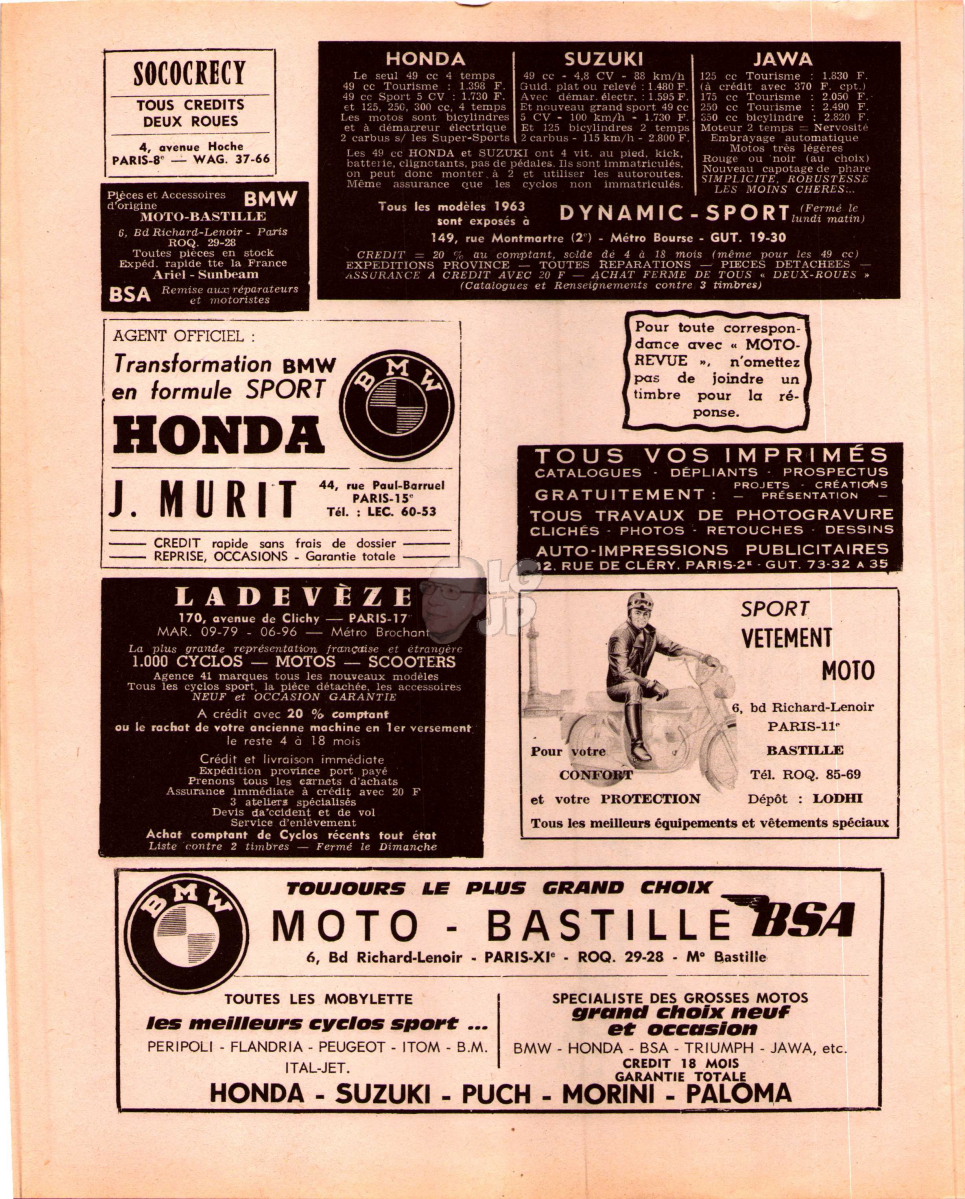 SOCOCRECY
TOUS CREDITS
DEUX ROUES
4, avenue Hoche
PARIS-8e — WAG. 37-66
Pièces et Accessoires
d'origine BMW
MOTO-BASTILLE
6, Bd Richard-Lenoir - Paris
ROQ. 29-28
Toutes pièces en stock
Expéd. rapide tte la France
Ariel - Sunbeam
BSA Remise aux réparateurs
et motoristes
HONDA
Le seul 49 cc 4 temps
49 cc Tourisme : 1.398 F.
49 cc Sport 5 CV : 1.730 F.
et 125, 250, 300 cc, 4 temps
Les motos sont bicylindres
et à démarreur électrique
2 carbus s/ les Super-Sports
SUZUKI
49 cc - 4,8 CV - 88 km/h
Guid. plat ou relevé : 1.480 F.
Avec démar. électr. : 1.595 F.
Et nouveau grand sport 49 cc
5 CV - 100 km/h - 1.730 F.
Et 125 bicylindres 2 temps
2 carbus - 115 km/h - 2.800 F.
Les 49 cc HONDA et SUZUKI ont 4 vit. au pied, kick,
batterie, clignotants, pas de pédales. Ils sont immatriculés,
on peut donc monter à 2 et utiliser les autoroutes.
Même assurance que les cyclos non immatriculés.
JAWA
125 cc Tourisme : 1.830 F.
(à crédit avec 370 F. cpt.)
175 cc Tourisme : 2.050 F.
250 cc Tourisme : 2.490 F.
350 cc bicylindre : 2.820 F.
Moteur 2 temps = Nervosité
Embrayage automatique
Motos très légères
Rouge ou noir (au choix)
Nouveau capotage de phare
SIMPLICITE, ROBUSTESSE
LES MOINS CHERES...
Tous les modèles 1963
sont exposés à
DYNAMIC-SPORT (Fermé le
lundi matin)
149, rue Montmartre (2e) - Métro Bourse - GUT. 19-30
CREDIT = 20 % au comptant, solde de 4 à 18 mois (même pour les 49 cc)
EXPEDITIONS PROVINCE — TOUTES REPARATIONS — PIECES DETACHEES —
ASSURANCE A CREDIT AVEC 20 F — ACHAT FERME DE TOUS « DEUX-ROUES »
(Catalogues et Renseignements contre 3 timbres)
AGENT OFFICIEL :
Transformation BMW
en formule SPORT
HONDA
BMW
J. MURIT
44, rue Paul-Barruel
PARIS-15e
Tél. : LEC. 60-53
CREDIT rapide sans frais de dossier
REPRISE, OCCASIONS - Garantie totale
Pour toute correspon-
dance avec « MOTO-
REVUE », n'omettez
pas de joindre un
timbre pour la ré-
ponse.
TOUS VOS IMPRIMÉS
CATALOGUES - DÉPLIANTS - PROSPECTUS
GRATUITEMENT : PROJETS - CRÉATIONS
— PRÉSENTATION —
TOUS TRAVAUX DE PHOTOGRAVURE
CLICHÉS - PHOTOS - RETOUCHES - DESSINS
AUTO-IMPRESSIONS PUBLICITAIRES
12, RUE DE CLÉRY, PARIS-2e - GUT. 73-32 A 35
LADEVÈZE
170, avenue de Clichy — PARIS-17
MAR. 09-79 - 06-96 — Métro Brochant
La plus grande représentation française et étrangère
1.000 CYCLOS — MOTOS — SCOOTERS
Agence 41 marques tous les nouveaux modèles
Tous les cyclos sport, la pièce détachée, les accessoires
NEUF et OCCASION GARANTIE
A crédit avec 20 % comptant
ou le rachat de votre ancienne machine en 1er versement
le reste 4 à 18 mois
Crédit et livraison immédiate
Expédition province port payé
Prenons tous les carnets d'achats
Assurance immédiate à crédit avec 20 F
3 ateliers spécialisés
Devis da'ccident et de vol
Service d'enlèvement
Achat comptant de Cyclos récents tout état
Liste contre 2 timbres — Fermé le Dimanche
LG
JP
SPORT
VETEMENT
MOTO
6, bd Richard-Lenoir
PARIS-11e
BASTILLE
Tél. ROQ. 85-69
Dépôt : LODHI
Pour votre
CONFORT
et votre PROTECTION
Tous les meilleurs équipements et vêtements spéciaux
BMW
TOUJOURS LE PLUS GRAND CHOIX
MOTO - BASTILLE BSA
6, Bd Richard-Lenoir - PARIS-XIe - ROQ. 29-28 - Mo Bastille
TOUTES LES MOBYLETTE
les meilleurs cyclos sport ...
PERIPOLI - FLANDRIA - PEUGEOT - ITOM - B.M.
ITAL-JET.
SPECIALISTE DES GROSSES MOTOS
grand choix neuf
et occasion
BMW - HONDA - BSA - TRIUMPH - JAWA, etc.
CREDIT 18 MOIS
GARANTIE TOTALE
HONDA - SUZUKI - PUCH - MORINI - PALOMA